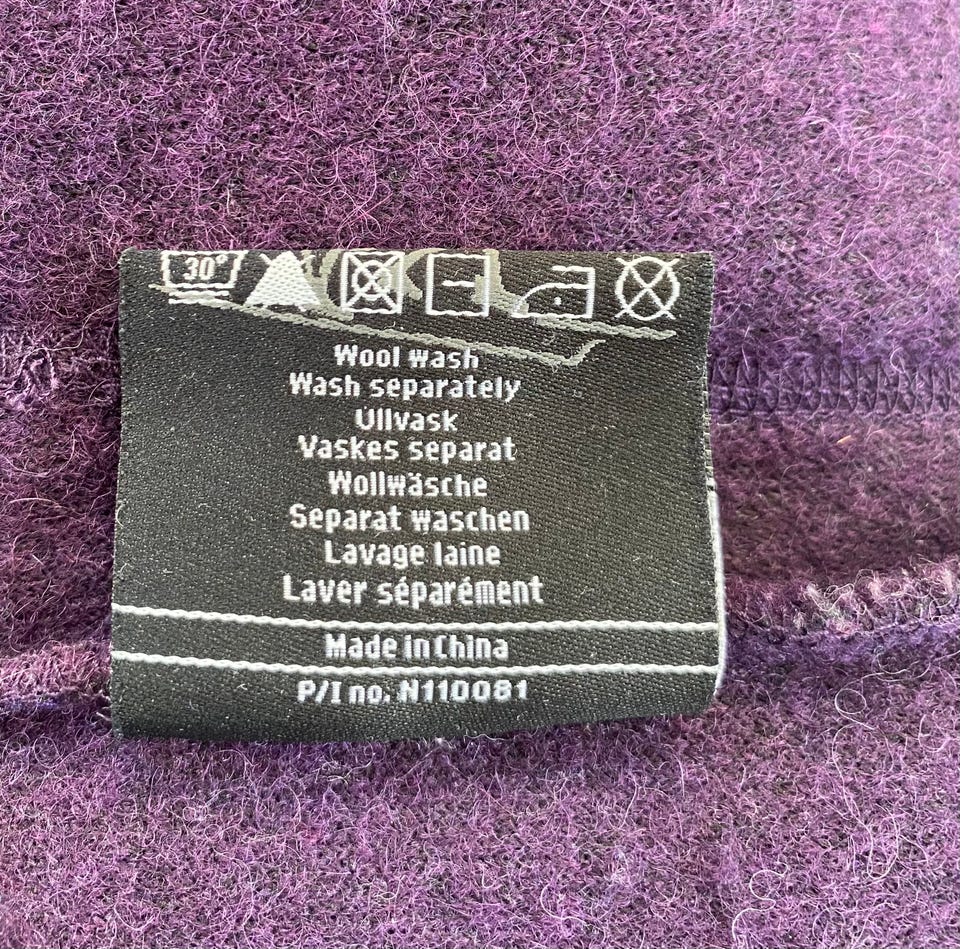 30°
Wool wash
Wash separately
Ullvask
Vaskes separat
Wollwäsche
Separat waschen
Lavage laine
Laver séparément
Made in China
P/I no. N110081